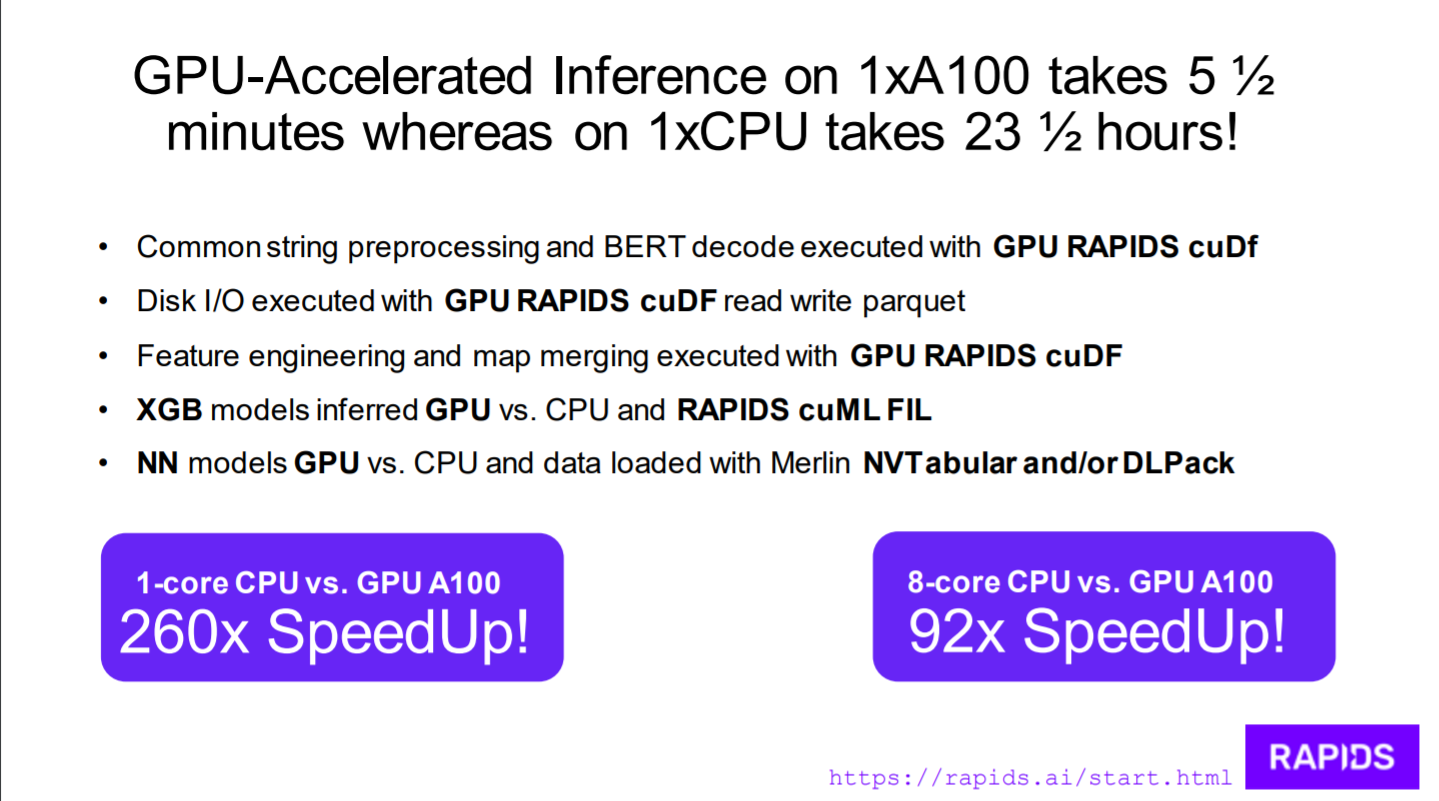 GPU-Accelerated Inference on 1xA100 takes 5 ½
minutes whereas on 1xCPU takes 23 ½ hours!
• Common string preprocessing and BERT decode executed with GPU RAPIDS cuDf
• Disk I/O executed with GPU RAPIDS cuDF read write parquet
• Feature engineering and map merging executed with GPU RAPIDS cuDF
• XGB models inferred GPU vs. CPU and RAPIDS cuML FIL
• NN models GPU vs. CPU and data loaded with Merlin NVTabular and/or DLPack
1-core CPU vs. GPU A100
260x SpeedUp!
8-core CPU vs. GPU A100
92x SpeedUp!
https://rapids.ai/start.html
RAPIDS